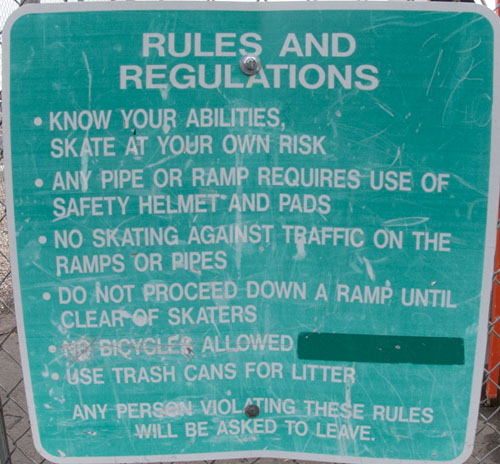 RULES AND
REGULATIONS
• KNOW YOUR ABILITIES,
SKATE AT YOUR OWN RISK
• ANY PIPE OR RAMP REQUIRES USE OF
SAFETY HELMET AND PADS
• NO SKATING AGAINST TRAFFIC ON THE
RAMPS OR PIPES
• DO NOT PROCEED DOWN A RAMP UNTIL
CLEAR OF SKATERS
• NO BICYCLES ALLOWED
• USE TRASH CANS FOR LITTER
ANY PERSON VIOLATING THESE RULES
WILL BE ASKED TO LEAVE.